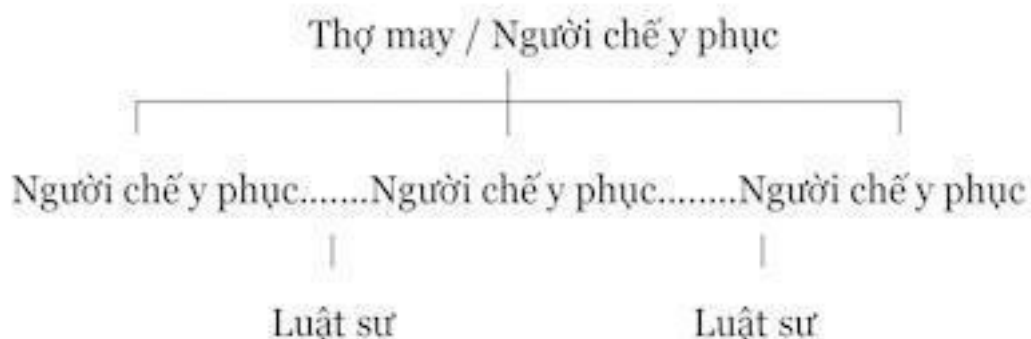 Thợ may / Người chế y phục
Người chế y phục.......Người chế y phục........Người chế y phục
Luật sư Luật sư